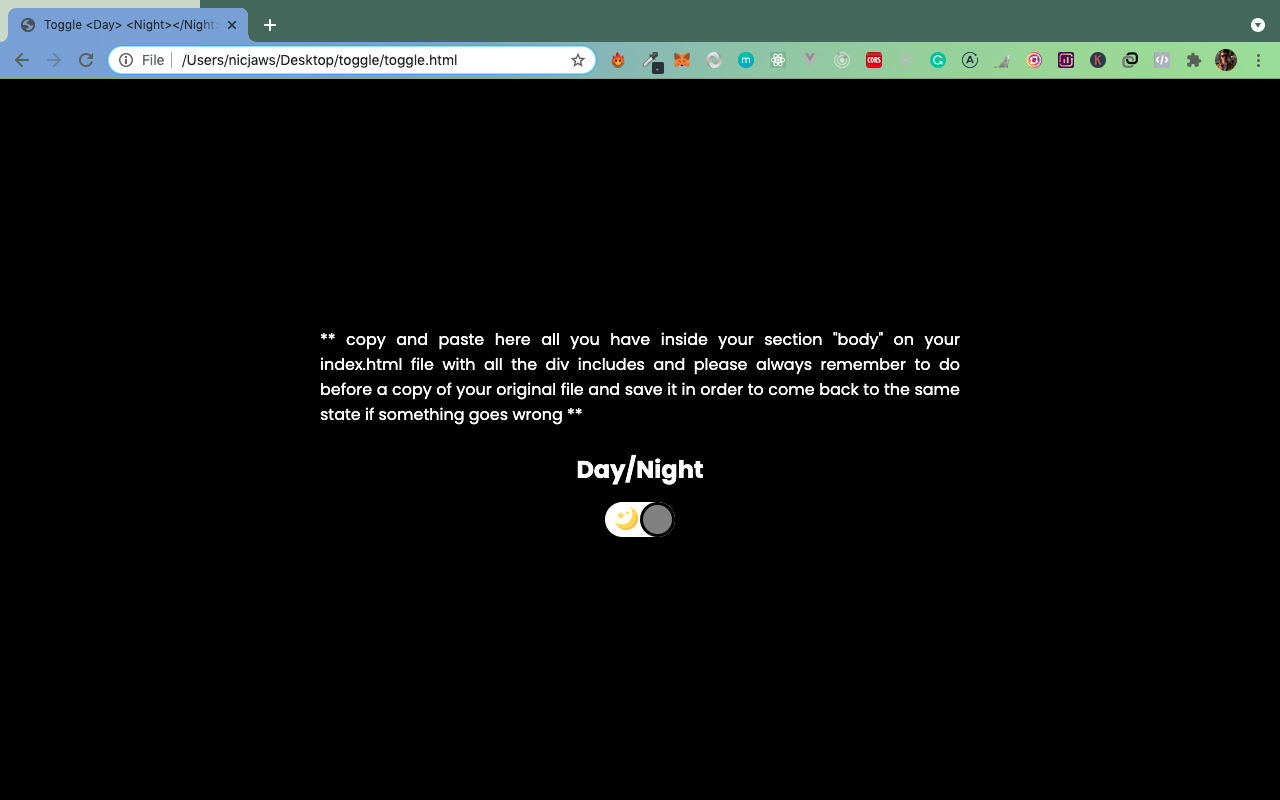 Toggle <Day> <Night></Night>
File
/Users/nicjaws/Desktop/toggle/toggle.html
m
CORS
G
A
K
</>
** copy and paste here all you have inside your section "body" on your
index.html file with all the div includes and please always remember to do
before a copy of your original file and save it in order to come back to the same
state if something goes wrong **
Day/Night